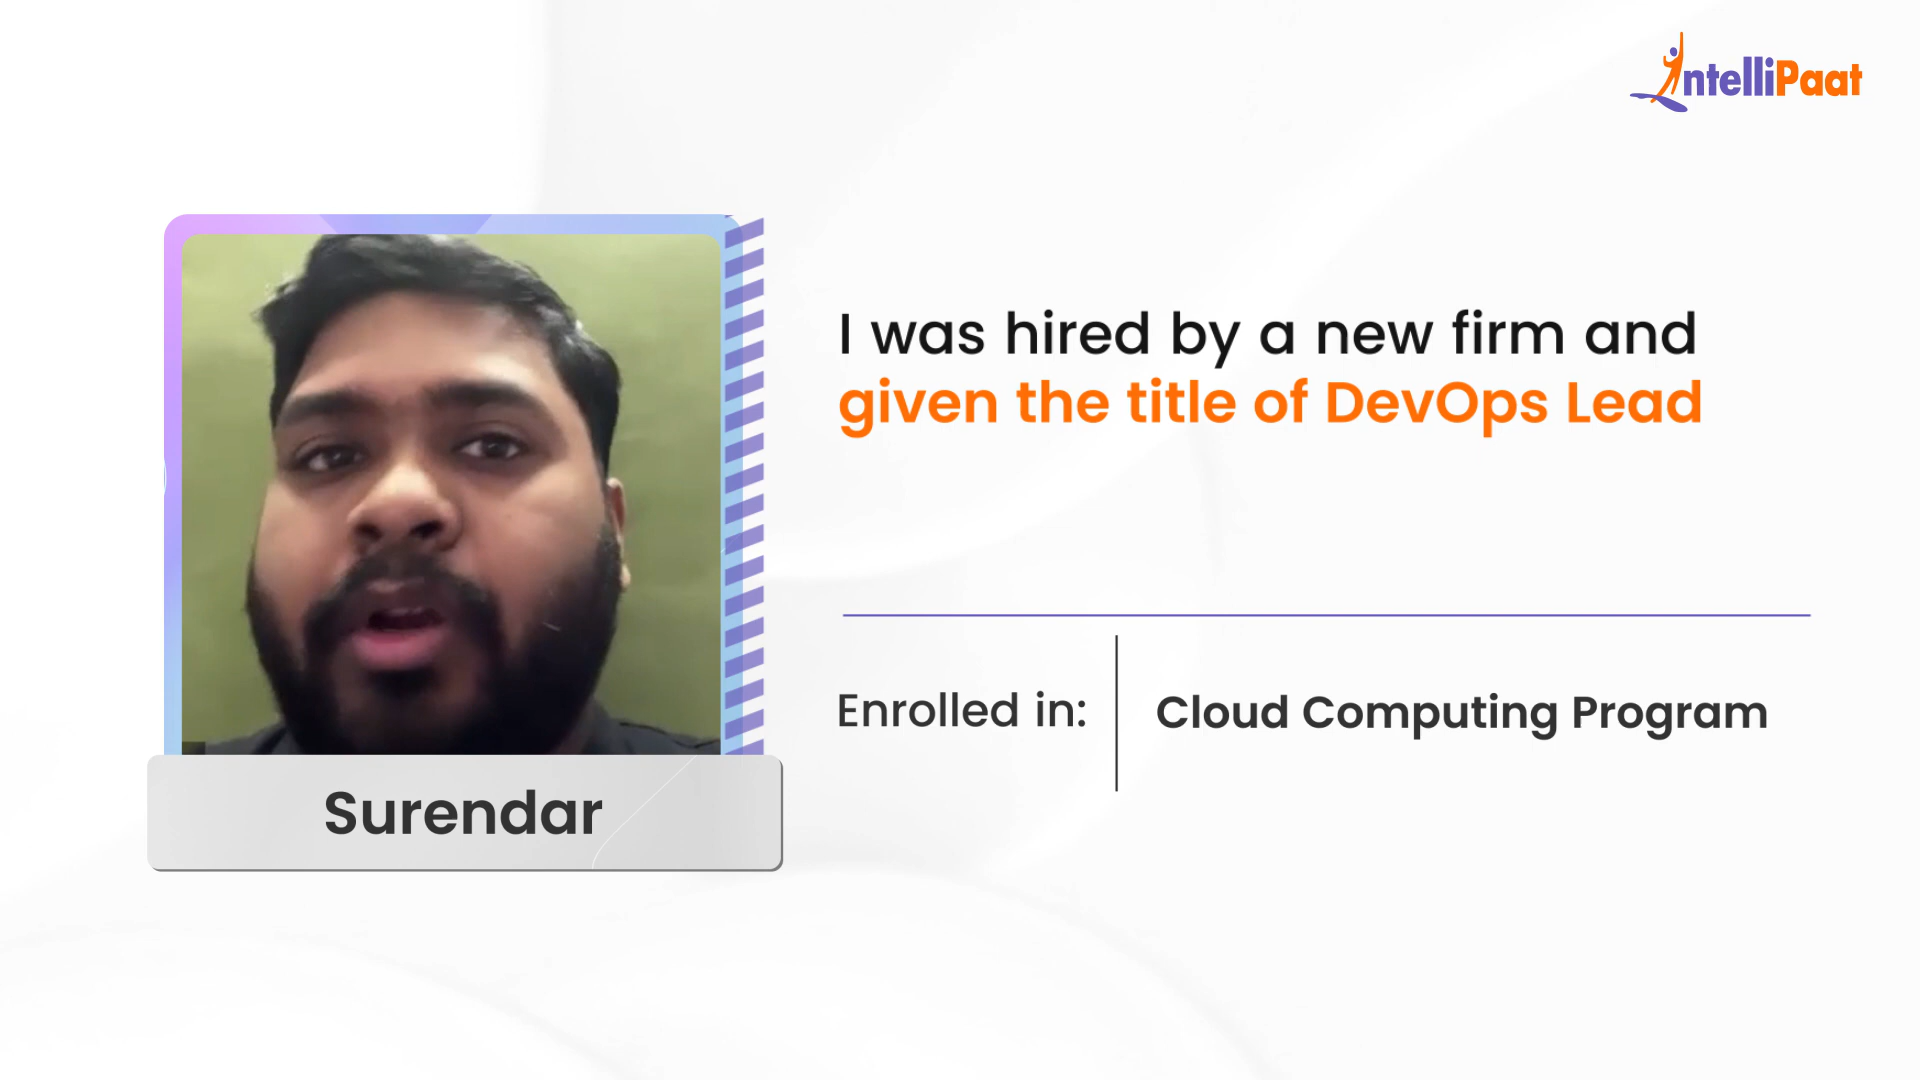 IntelliPaat
I was hired by a new firm and
given the title of DevOps Lead
Enrolled in:
Cloud Computing Program
Surendar